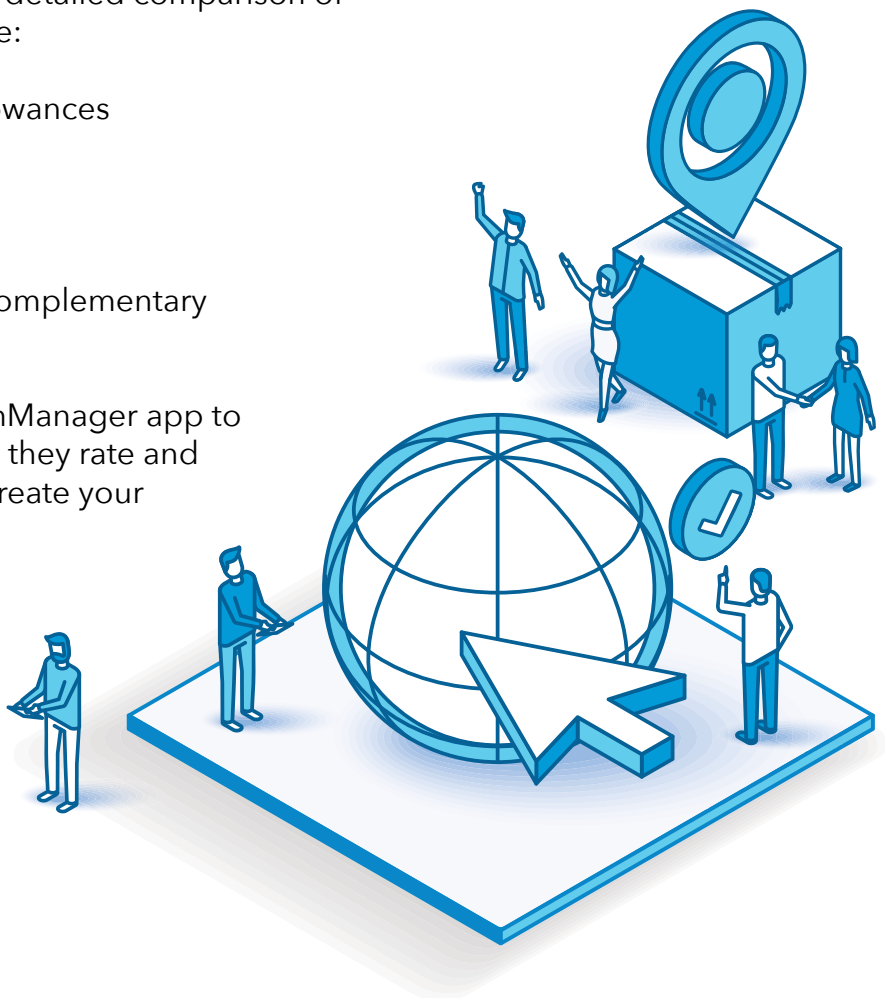 detailed comparison of
e:
wances
omplementary
nManager app to
they rate and
reate your